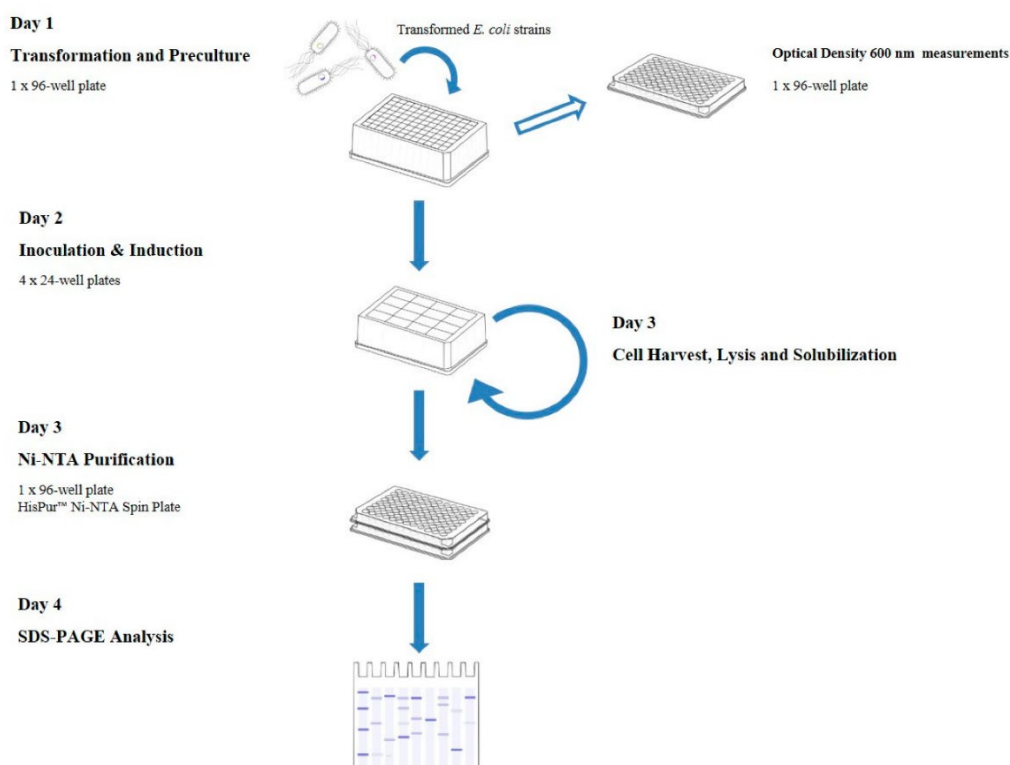 Day 1
Transformation and Preculture
1 x 96-well plate
Transformed E. coli strains
Optical Density 600 nm measurements
1 x 96-well plate
Day 2
Inoculation & Induction
4 x 24-well plates
Day 3
Cell Harvest, Lysis and Solubilization
Day 3
Ni-NTA Purification
1 x 96-well plate
HisPur™ Ni-NTA Spin Plate
Day 4
SDS-PAGE Analysis